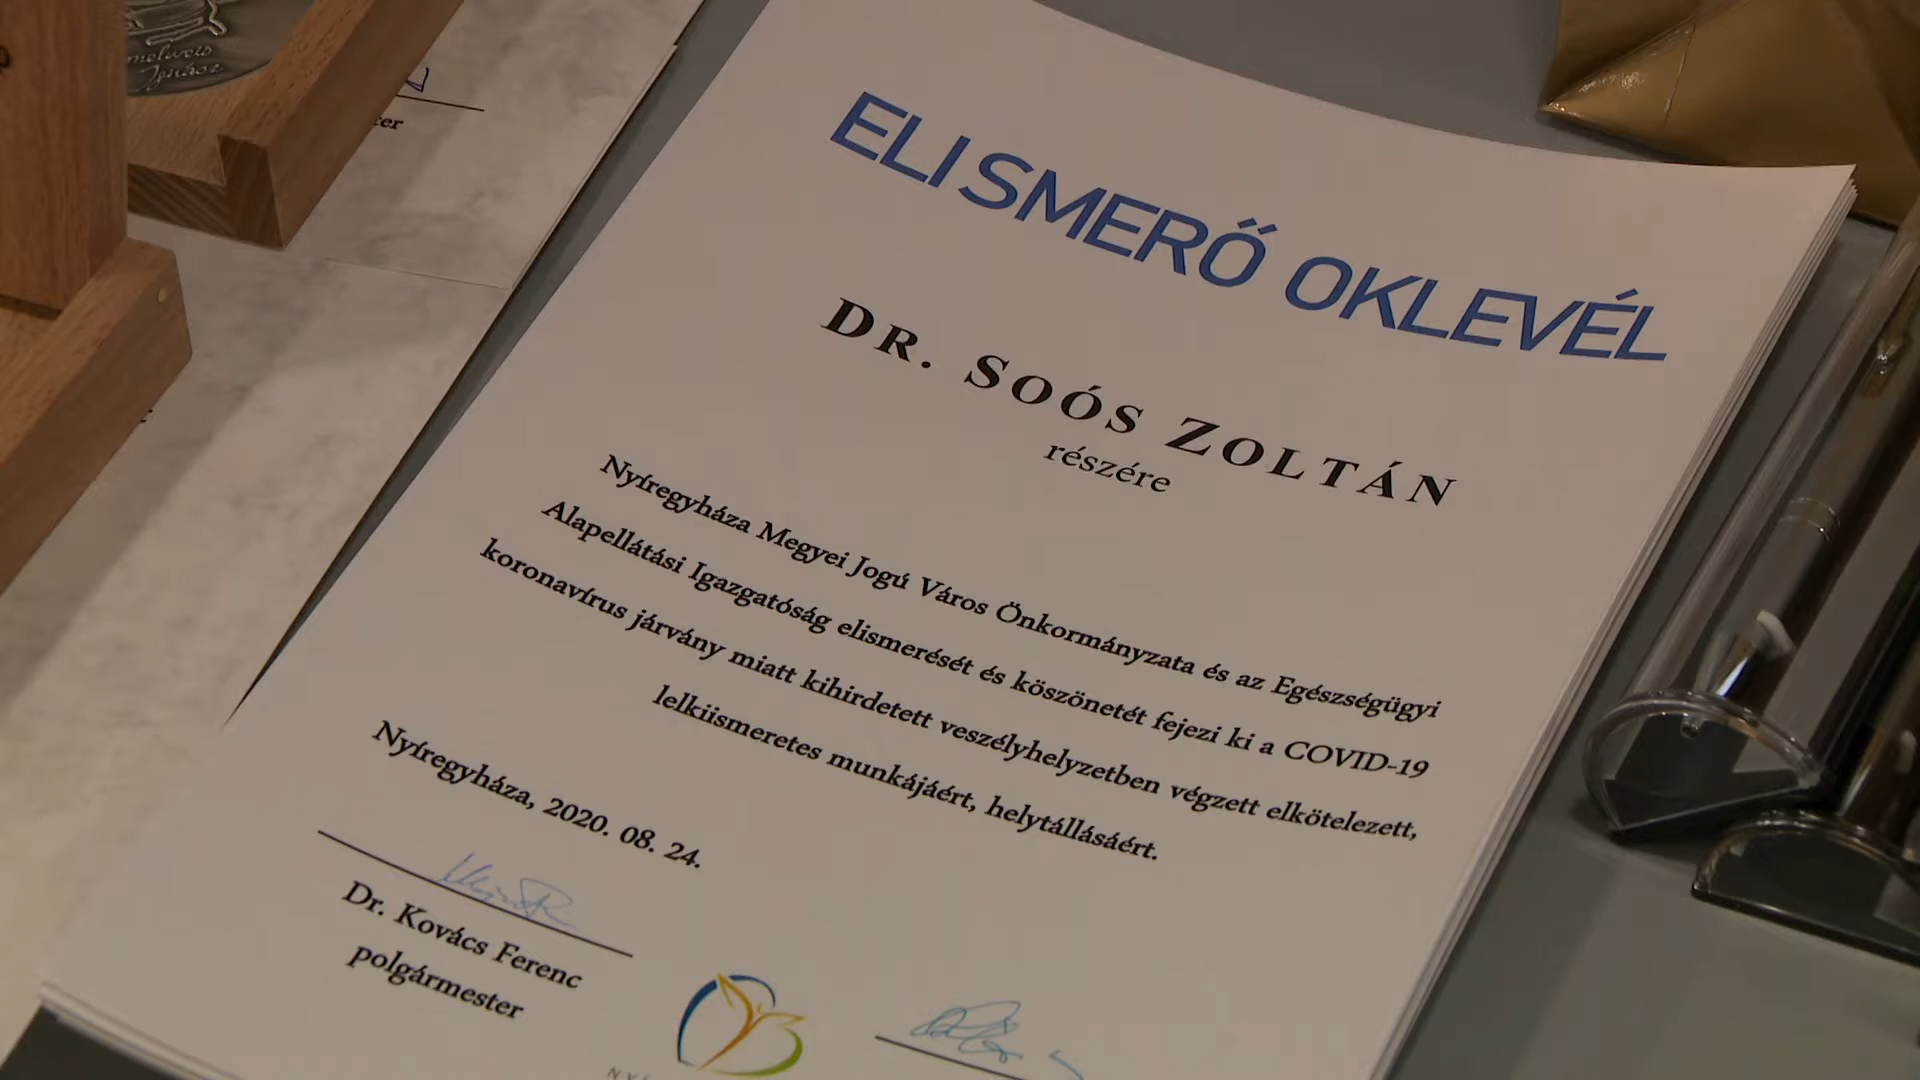 Ignácz
ELISMERŐ OKLEVÉL
DR. SOÓS ZOLTÁN
részére
Nyíregyháza Megyei Jogú Város Önkormányzata és az Egészségügyi
Alapellátási Igazgatóság elismerését és köszönetét fejezi ki a COVID-19
koronavírus járvány miatt kihirdetett veszélyhelyzetben végzett elkötelezett,
lelkiismeretes munkájáért, helytállásáért.
Nyíregyháza, 2020. 08. 24.
Dr. Kovács Ferenc
polgármester